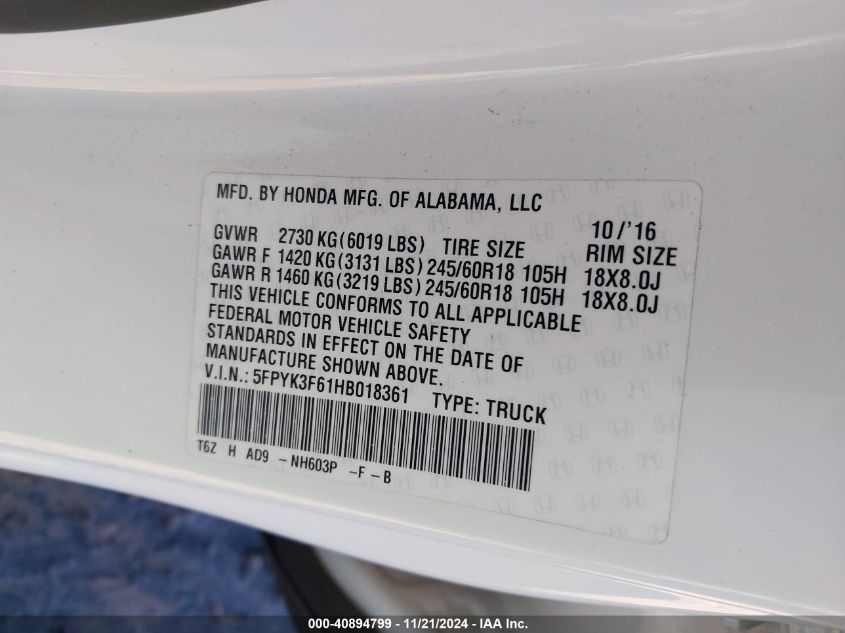 MFD. BY HONDA MFG. OF ALABAMA, LLC 10/'16
GVWR 2730 KG(6019 LBS) TIRE SIZE RIM SIZE
GAWR F 1420 KG(3131 LBS) 245/60R18 105H 18X8.0J
GAWR R 1460 KG(3219 LBS) 245/60R18 105H 18X8.0J
THIS VEHICLE CONFORMS TO ALL APPLICABLE
FEDERAL MOTOR VEHICLE SAFETY
STANDARDS IN EFFECT ON THE DATE OF
MANUFACTURE SHOWN ABOVE.
V.I.N.: 5FPYK3F61HB018361 TYPE: TRUCK
T6Z H AD9 -NH603P -F -B
000-40894799 - 11/21/2024 - IAA Inc.